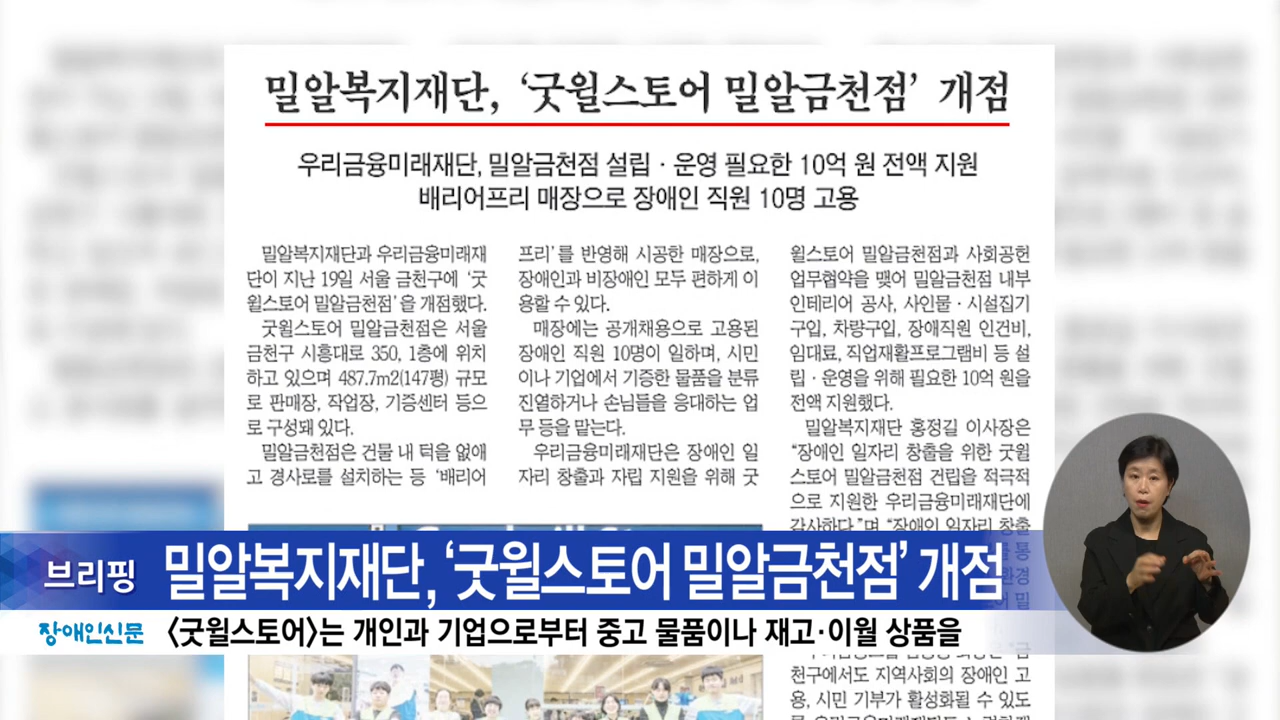 밀알복지재단, ‘굿윌스토어 밀알금천점’ 개점
우리금융미래재단, 밀알금천점 설립 · 운영 필요한 10억 원 전액 지원
배리어프리 매장으로 장애인 직원 10명 고용
밀알복지재단과 우리금융미래재
단이 지난 19일 서울 금천구에 ‘굿
윌스토어 밀알금천점’을 개점했다.
굿윌스토어 밀알금천점은 서울
금천구 시흥대로 350, 1층에 위치
하고 있으며 487.7m2(147평) 규모
로 판매장, 작업장, 기증센터 등으
로 구성돼 있다.
밀알금천점은 건물 내 턱을 없애
고 경사로를 설치하는 등 ‘배리어
프리’를 반영해 시공한 매장으로,
장애인과 비장애인 모두 편하게 이
용할 수 있다.
매장에는 공개채용으로 고용된
장애인 직원 10명이 일하며, 시민
이나 기업에서 기증한 물품을 분류
진열하거나 손님들을 응대하는 업
무 등을 맡는다.
우리금융미래재단은 장애인 일
자리 창출과 자립 지원을 위해 굿
윌스토어 밀알금천점과 사회공헌
업무협약을 맺어 밀알금천점 내부
인테리어 공사, 사인물 · 시설집기
구입, 차량구입, 장애직원 인건비,
임대료, 직업재활프로그램비 등 설
립 · 운영을 위해 필요한 10억 원을
전액 지원했다.
밀알복지재단 홍정길 이사장은
“장애인 일자리 창출을 위한 굿윌
스토어 밀알금천점 건립을 적극적
으로 지원한 우리금융미래재단에
감사하다.”며 “장애인 일자리 창출
천구에서도 지역사회의 장애인 고
용, 시민 기부가 활성화될 수 있도
브리핑
밀알복지재단, ‘굿윌스토어 밀알금천점’ 개점
장애인신문
〈굿윌스토어〉는 개인과 기업으로부터 중고 물품이나 재고·이월 상품을